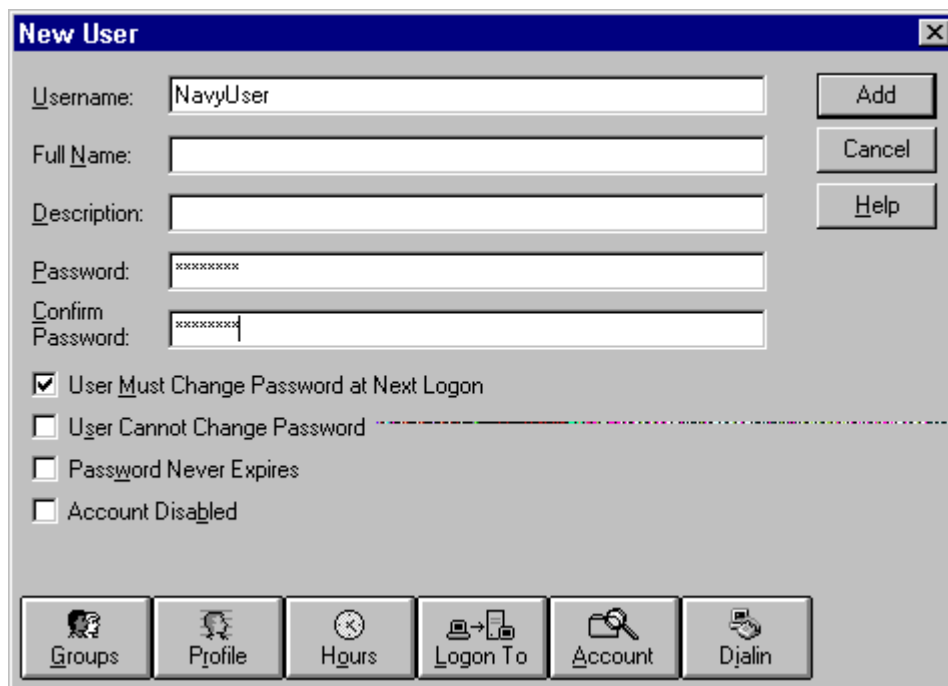 New User
Username: NavyUser Add
Full Name: Cancel
Description: Help
Password: ********
Confirm
Password: ********
User Must Change Password at Next Logon
User Cannot Change Password
Password Never Expires
Account Disabled
Groups Profile Hours Logon To Account Dialin